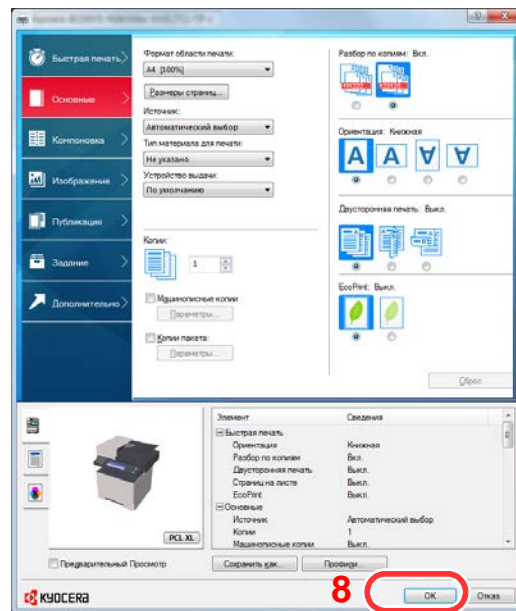 Быстрая печать
Основные
Компоновка
Изображение
Публикация
Задание
Дополнительно
Формат области печати:
A4 [100%]
Размеры страниц...
Источник:
Автоматический выбор
Тип материала для печати:
Не указано
Устройство выдачи:
По умолчанию
Копии:
1
Машинописные копии
Параметры...
Копии пакета:
Параметры...
Разбор по копиям: Вкл.
Ориентация: Книжная
A A A A
Двусторонняя печать: Выкл.
EcoPrint: Выкл.
Сброс
PCL XL
Предварительный Просмотр
Элемент Сведения
Быстрая печать
Ориентация Книжная
Разбор по копиям Вкл.
Двусторонняя печать Выкл.
Страниц на листе Выкл.
EcoPrint Выкл.
Основные
Источник Автоматический выбор
Копии 1
Машинописные копии Выкл.
Сохранить как... Профили...
KYOCERA
8
OK Отказ